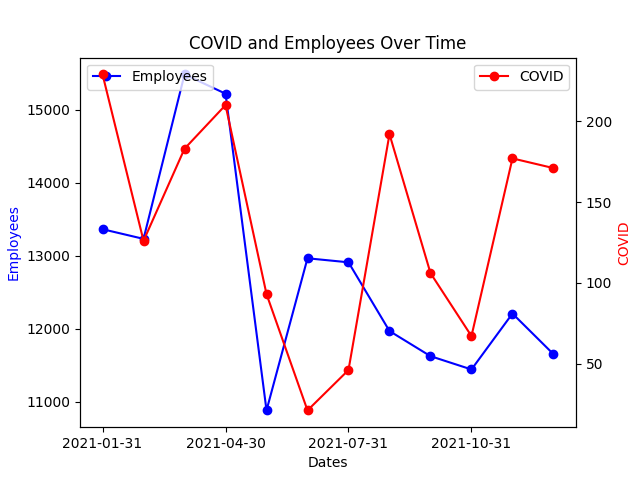 COVID and Employees Over Time
Employees
COVID
15000
14000
13000
12000
11000
200
150
100
50
Employees
COVID
2021-01-31
2021-04-30
2021-07-31
2021-10-31
Dates